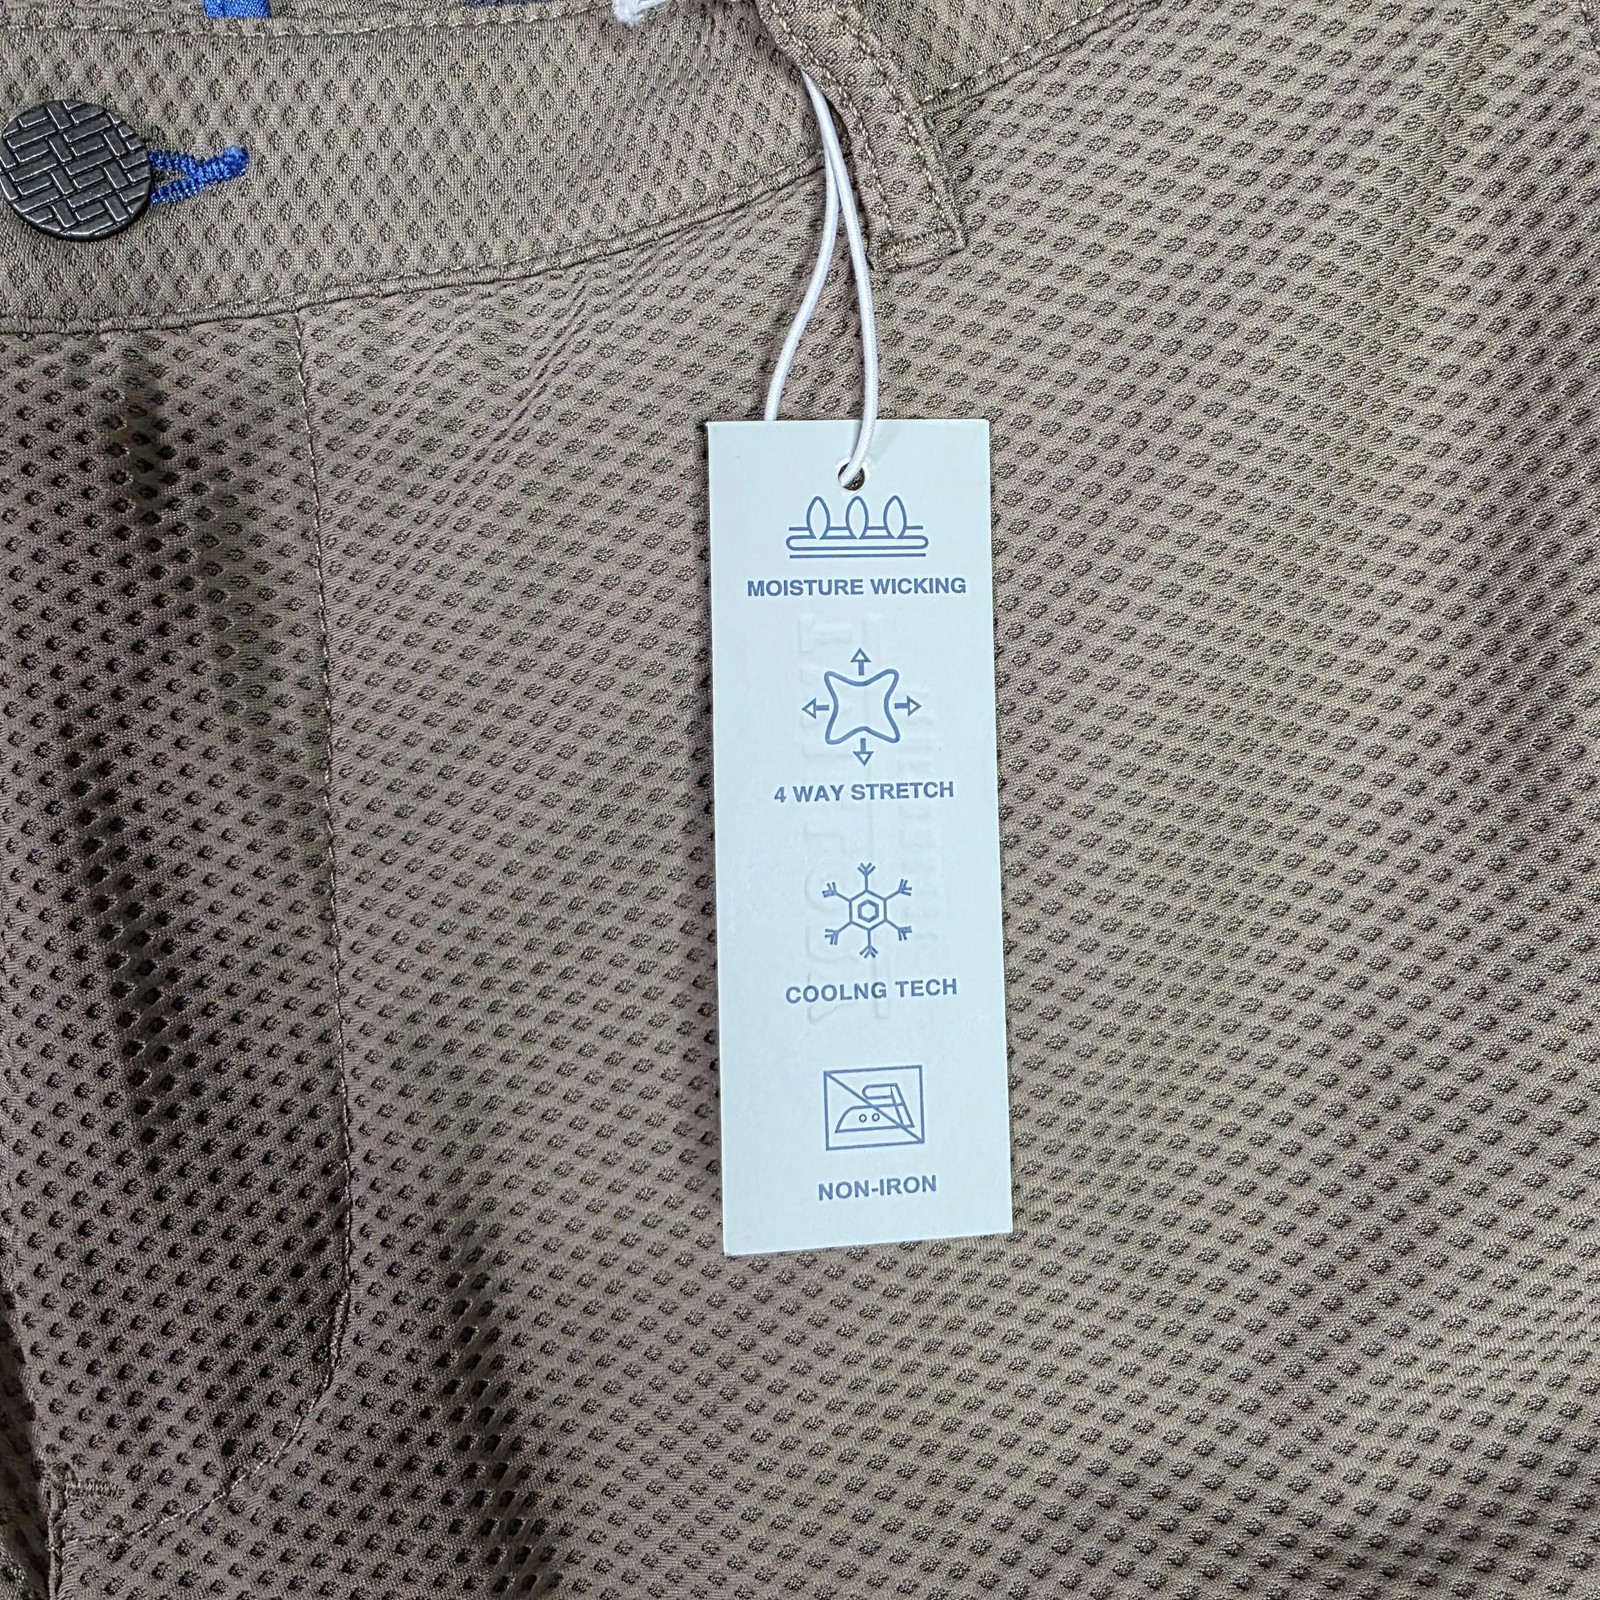 MOISTURE WICKING
4 WAY STRETCH
COOLNG TECH
NON-IRON